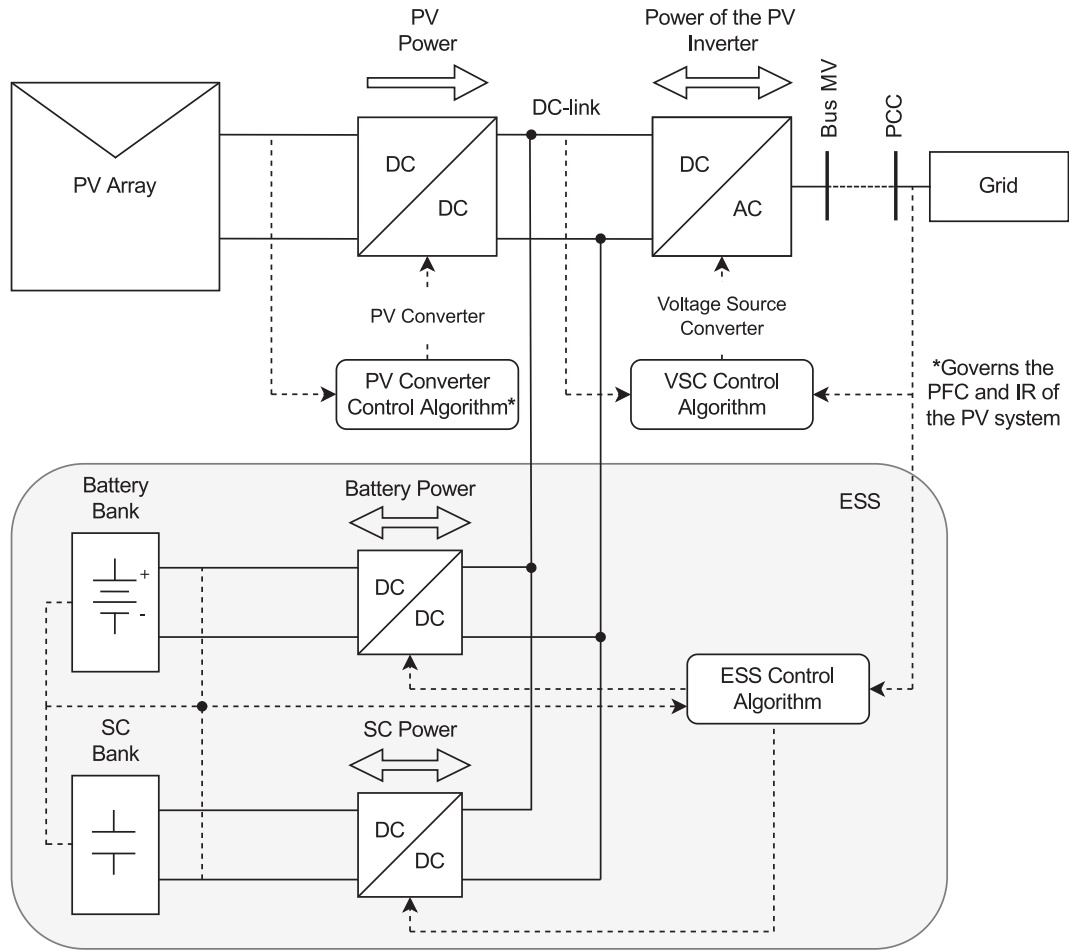 PV
Power
Power of the PV
Inverter
DC-link
Bus MV
PCC
PV Array
DC
DC
DC
AC
Grid
PV Converter
Voltage Source
Converter
PV Converter
Control Algorithm*
VSC Control
Algorithm
*Governs the
PFC and IR of
the PV system
ESS
Battery
Bank
Battery Power
+
-
DC
DC
ESS Control
Algorithm
SC
Bank
SC Power
DC
DC